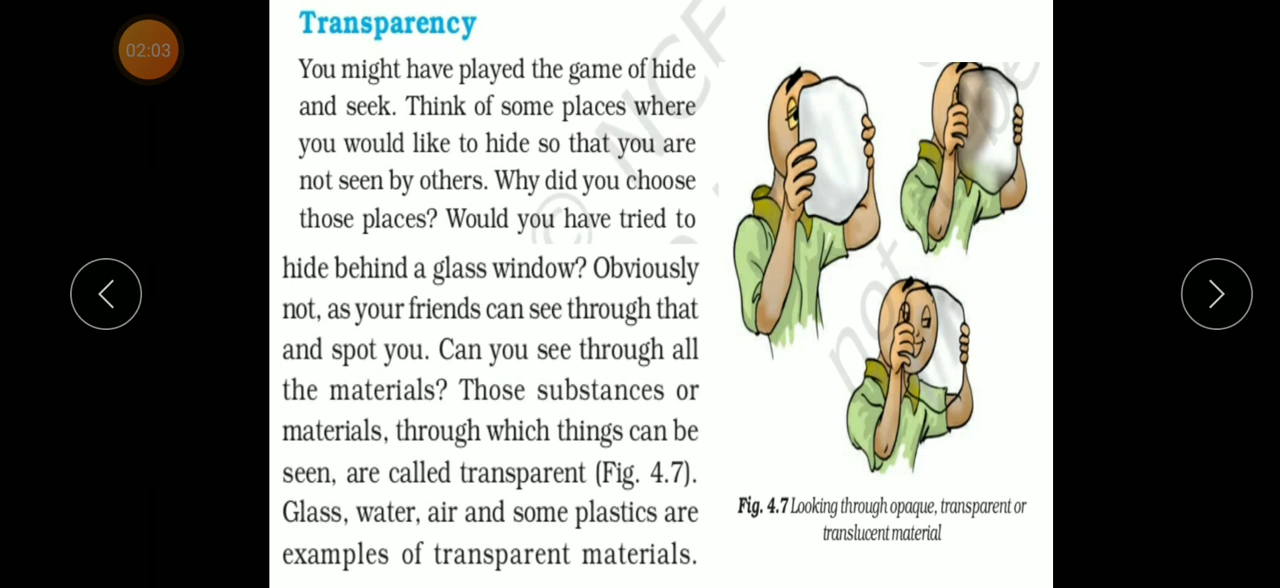 02:03
Transparency
You might have played the game of hide
and seek. Think of some places where
you would like to hide so that you are
not seen by others. Why did you choose
those places? Would you have tried to
hide behind a glass window? Obviously
not, as your friends can see through that
and spot you. Can you see through all
the materials? Those substances or
materials, through which things can be
seen, are called transparent (Fig. 4.7).
Glass, water, air and some plastics are
examples of transparent materials.
Fig. 4.7 Looking through opaque, transparent or
translucent material
© NCE
not